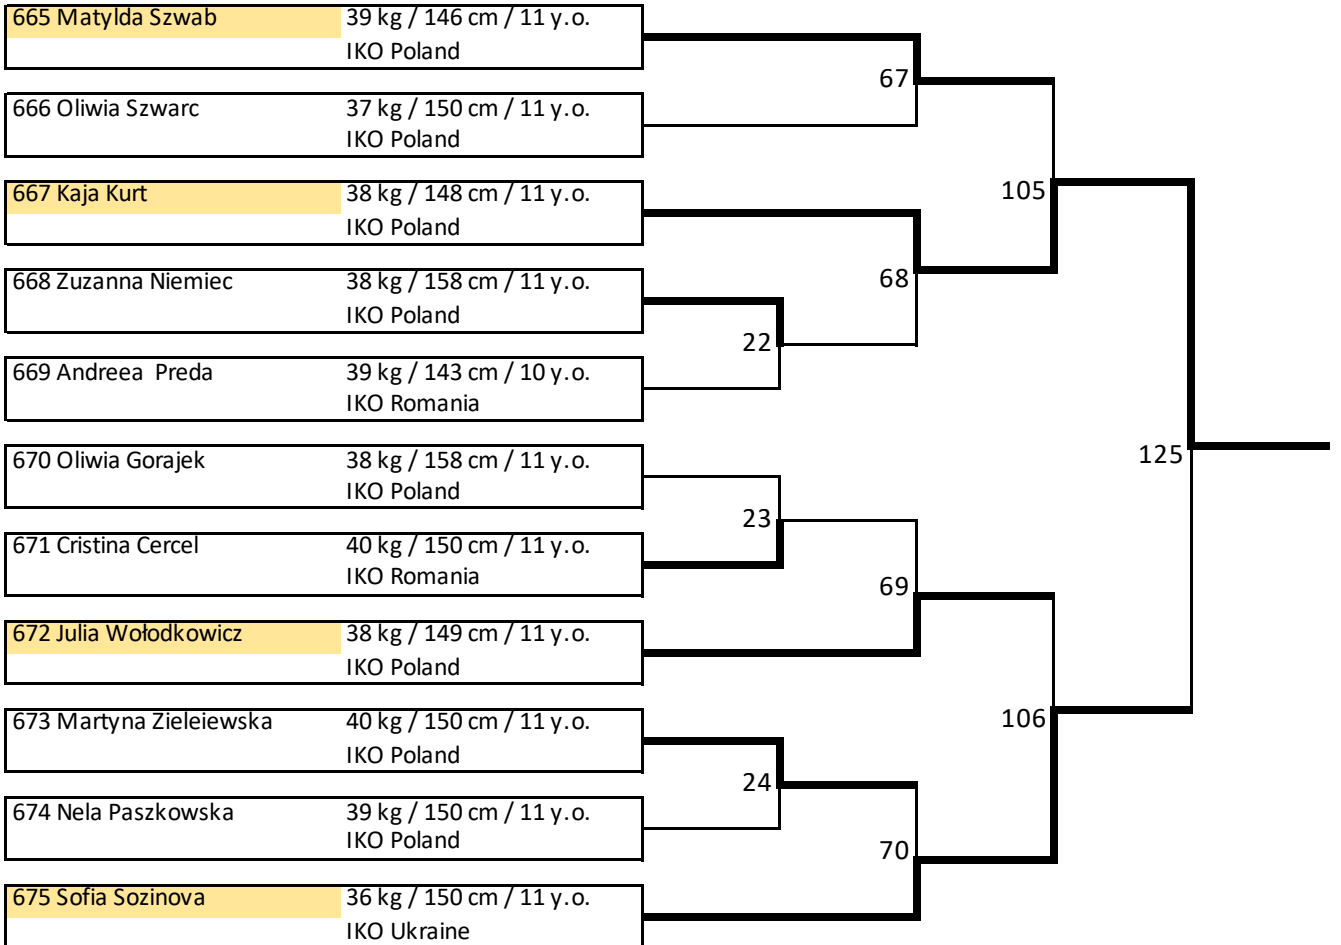 665 Matylda Szwab 39 kg / 146 cm / 11 y.o.
IKO Poland
67
666 Oliwia Szwarc 37 kg / 150 cm / 11 y.o.
IKO Poland
667 Kaja Kurt 38 kg / 148 cm / 11 y.o.
105
IKO Poland
668 Zuzanna Niemiec 38 kg / 158 cm / 11 y.o.
68
IKO Poland
22
669 Andreea Preda 39 kg / 143 cm / 10 y.o.
IKO Romania
125
670 Oliwia Gorajek 38 kg / 158 cm / 11 y.o.
IKO Poland
23
671 Cristina Cercel 40 kg / 150 cm / 11 y.o.
IKO Romania
69
672 Julia Wołodkowicz 38 kg / 149 cm / 11 y.o.
IKO Poland
673 Martyna Zieleiewska 40 kg / 150 cm / 11 y.o.
106
IKO Poland
24
674 Nela Paszkowska 39 kg / 150 cm / 11 y.o.
IKO Poland
70
675 Sofia Sozinova 36 kg / 150 cm / 11 y.o.
IKO Ukraine